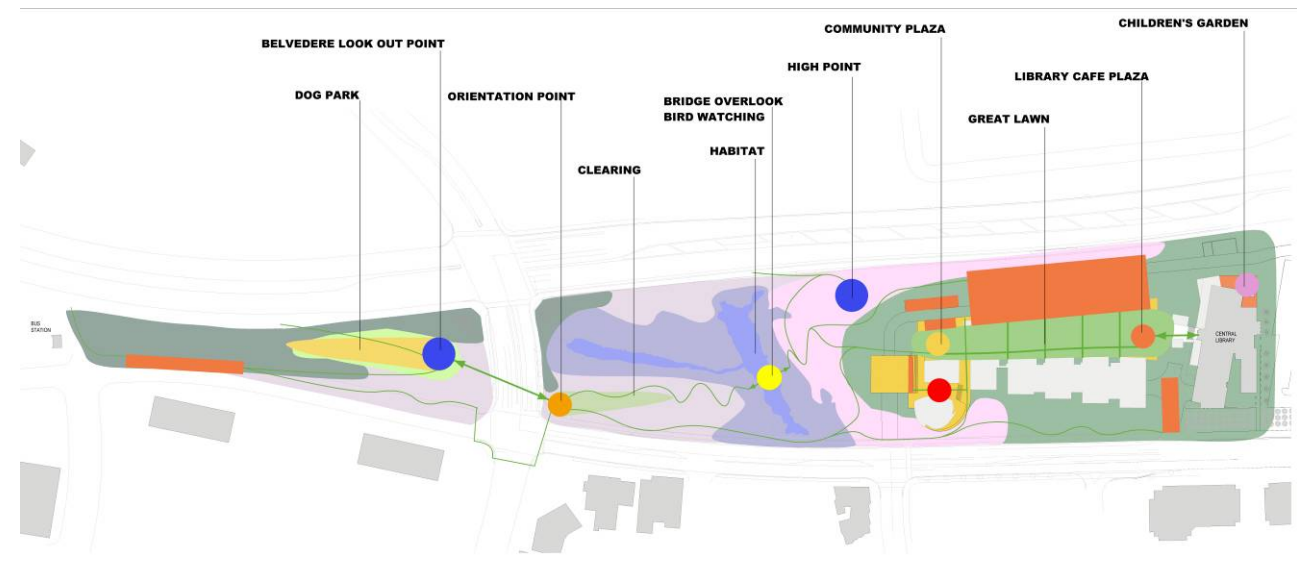 CHILDREN'S GARDEN
COMMUNITY PLAZA
BELVEDERE LOOK OUT POINT
HIGH POINT
LIBRARY CAFE PLAZA
DOG PARK
ORIENTATION POINT
BRIDGE OVERLOOK
BIRD WATCHING
GREAT LAWN
HABITAT
CLEARING
BUS
STATION
CENTRAL
LIBRARY